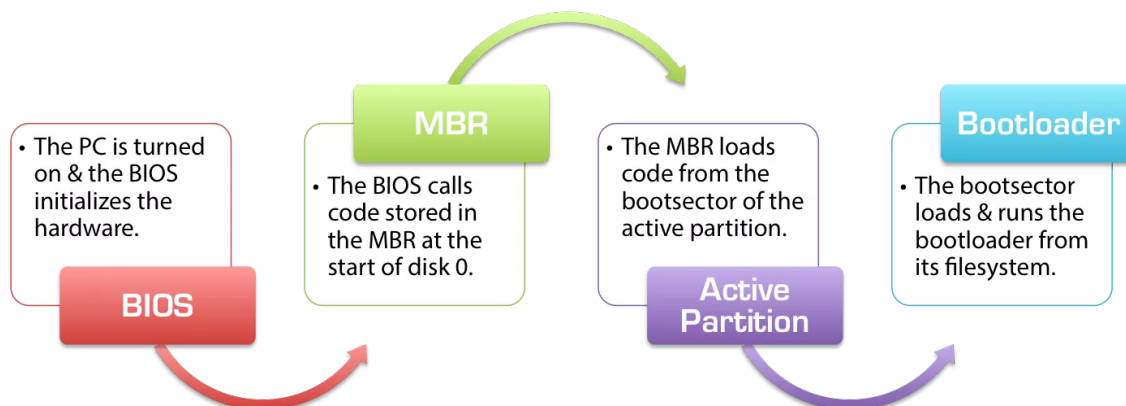 • The PC is turned
on & the BIOS
initializes the
hardware.
BIOS
MBR
• The BIOS calls
code stored in
the MBR at the
start of disk 0.
• The MBR loads
code from the
bootsector of the
active partition.
Active
Partition
Bootloader
• The bootsector
loads & runs the
bootloader from
its filesystem.